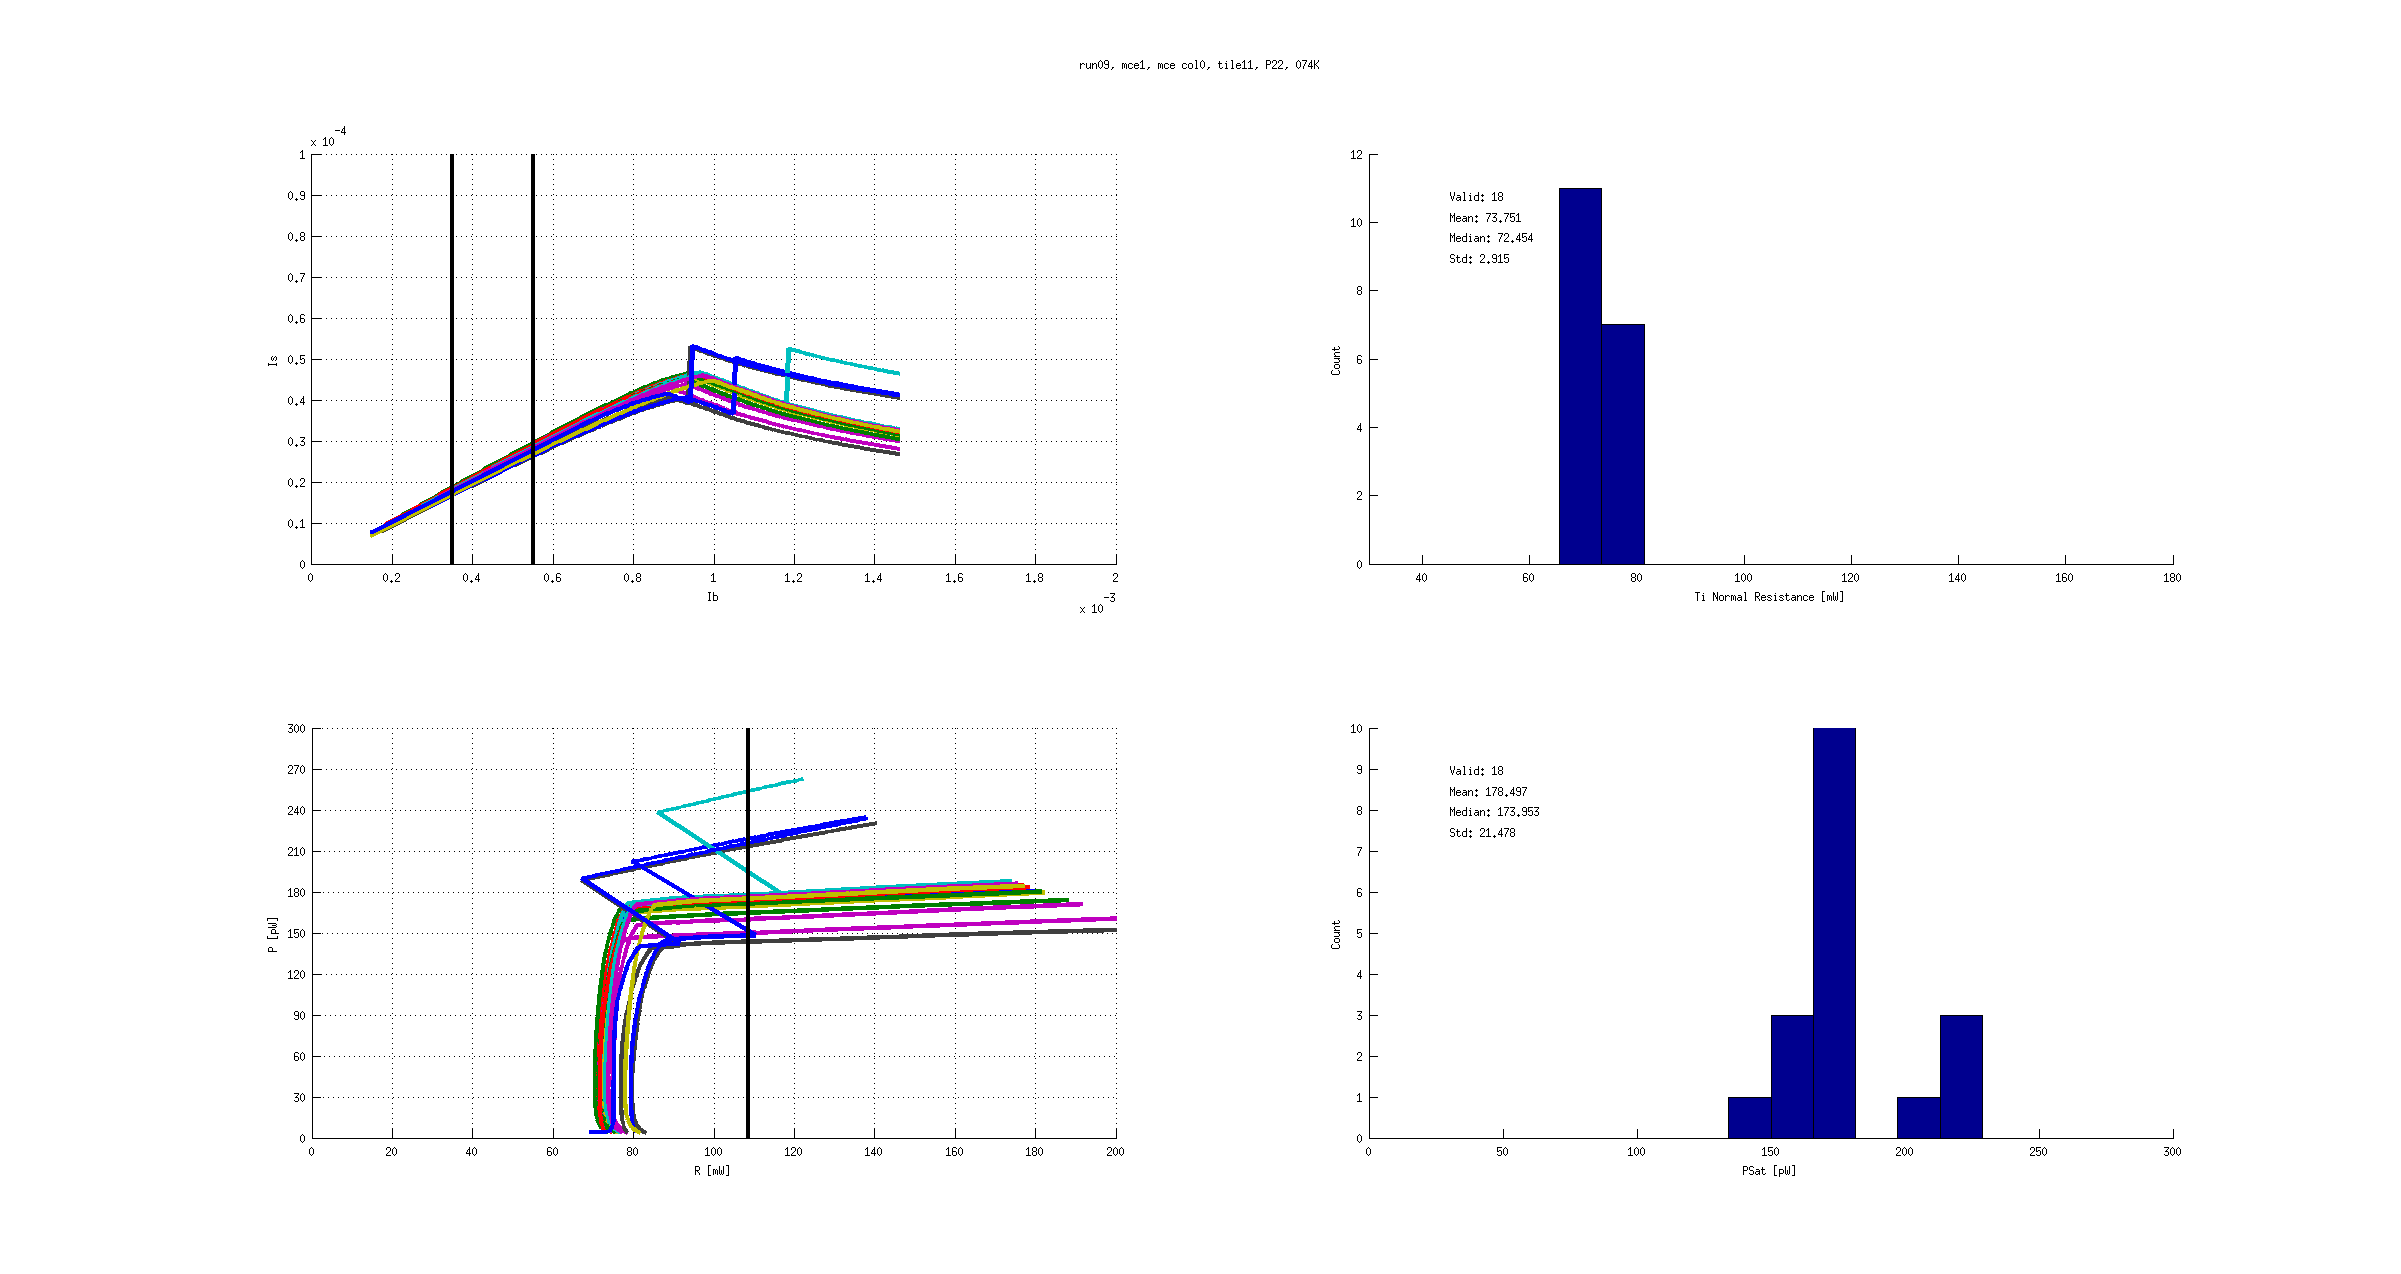 run09, mce1, mce col0, tile11, P22, 074K
x 10
-4
1
0.9
0.8
0.7
0.6
0.5
0.4
0.3
0.2
0.1
0
Is
0 0.2 0.4 0.6 0.8 1 1.2 1.4 1.6 1.8 2
Ib
x 10
-3
12
10
8
6
4
2
0
Count
Valid: 18
Mean: 73.751
Median: 72.454
Std: 2.915
40 60 80 100 120 140 160 180
Ti Normal Resistance [mW]
300
270
240
210
180
150
120
90
60
30
0
P [pW]
0 20 40 60 80 100 120 140 160 180 200
R [mW]
10
9
8
7
6
5
4
3
2
1
0
Count
Valid: 18
Mean: 178.497
Median: 173.953
Std: 21.478
0 50 100 150 200 250 300
PSat [pW]